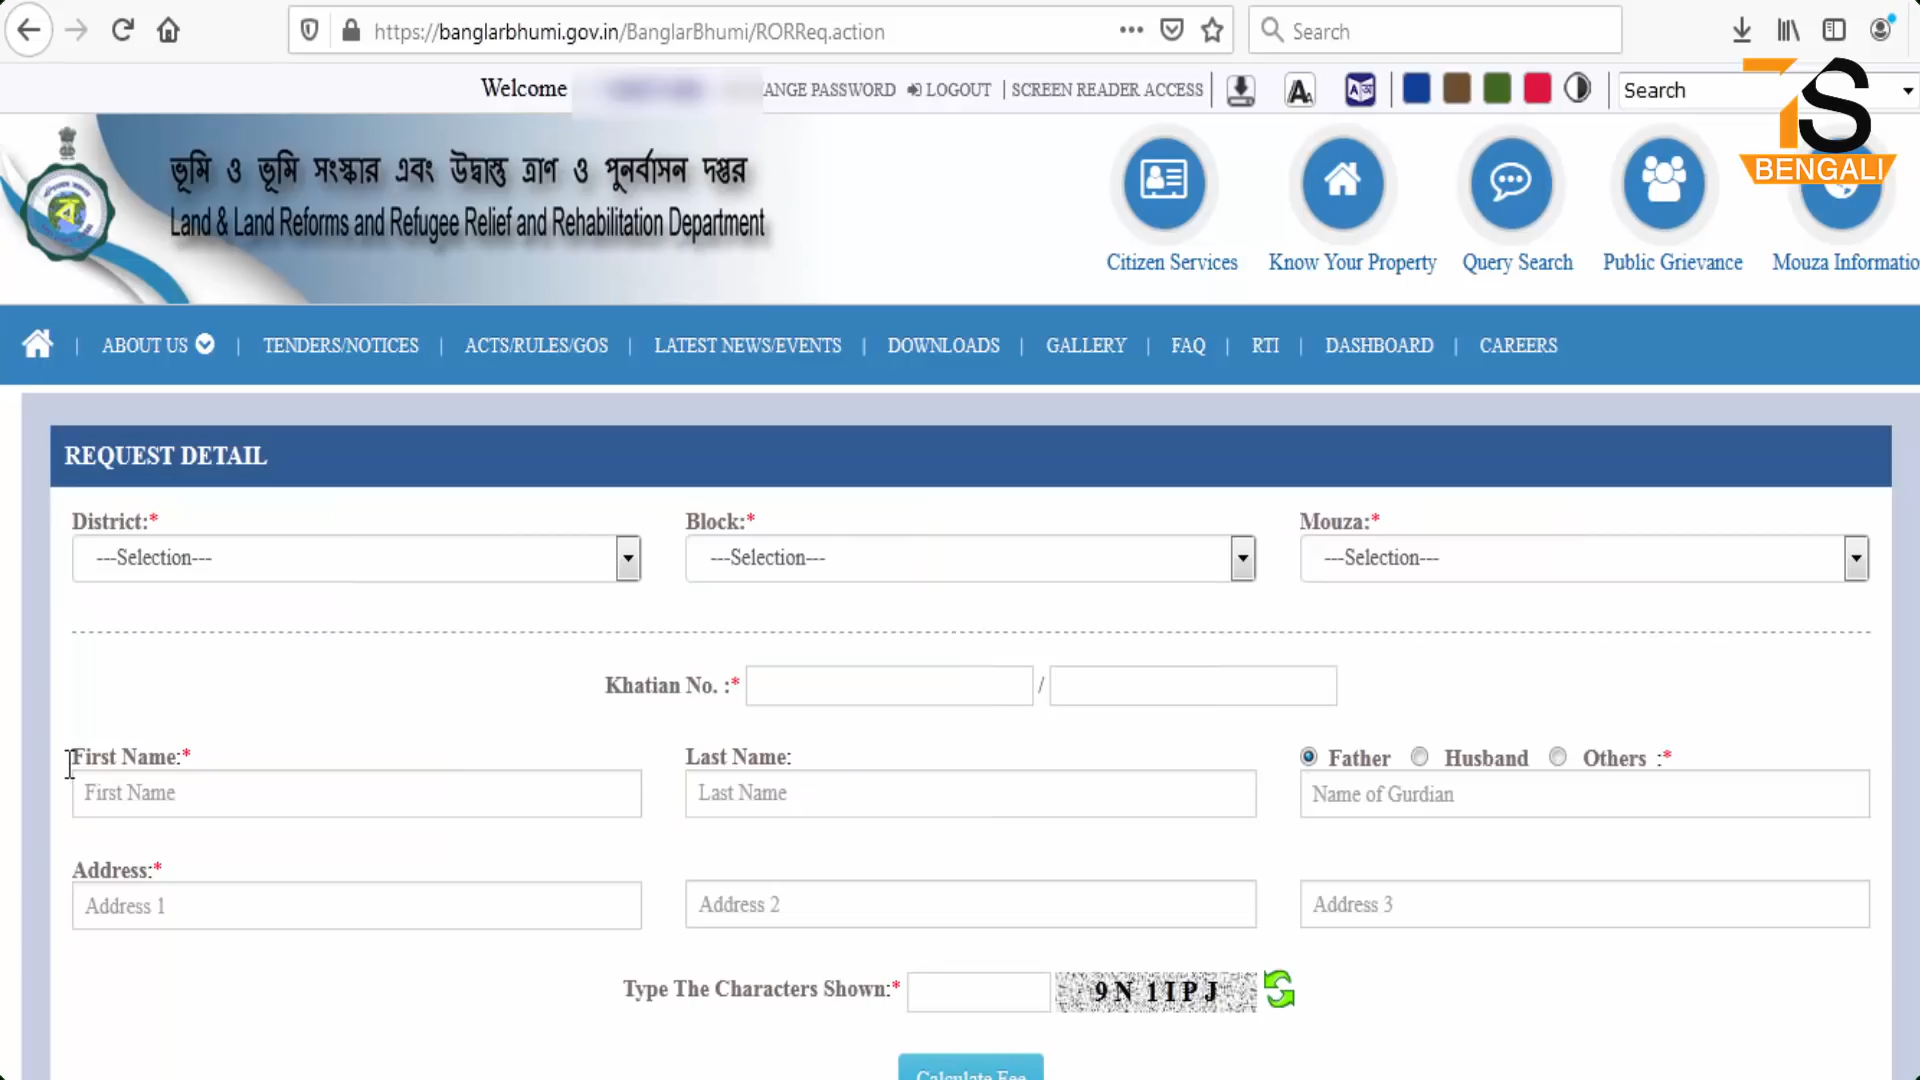 https://banglarbhumi.gov.in/BanglarBhumi/RORReq.action
Search
Welcome
ANGE PASSWORD LOGOUT | SCREEN READER ACCESS
A
Search
TS
BENGALI
ভূমি ও ভূমি সংস্কার এবং উদ্বাস্তু ত্রাণ ও পুনর্বাসন দপ্তর
Land & Land Reforms and Refugee Relief and Rehabilitation Department
Citizen Services Know Your Property Query Search Public Grievance Mouza Informatio
ABOUT US | TENDERS/NOTICES | ACTS/RULES/GOS | LATEST NEWS/EVENTS | DOWNLOADS | GALLERY | FAQ | RTI | DASHBOARD | CAREERS
REQUEST DETAIL
District:* Block:* Mouza:*
---Selection--- ---Selection--- ---Selection---
Khatian No. :* /
First Name:* Last Name: Father Husband Others :*
First Name Last Name Name of Gurdian
Address:*
Address 1 Address 2 Address 3
Type The Characters Shown:* 9N 1IPJ
Calculate Fee